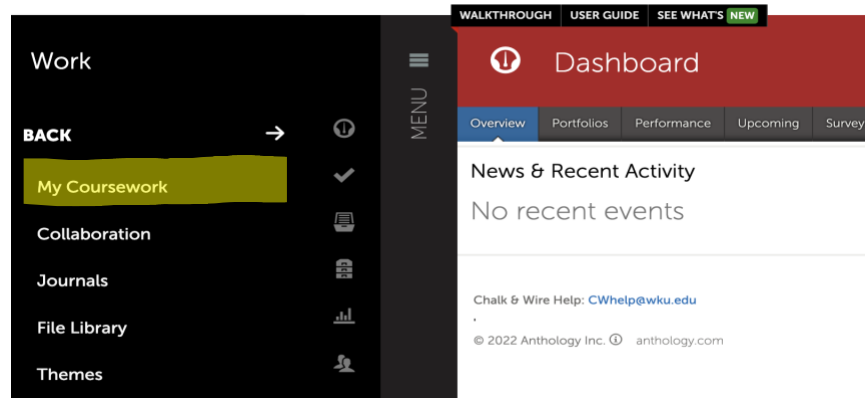 WALKTHROUGH USER GUIDE SEE WHAT'S NEW
Work
MENU
Dashboard
BACK
My Coursework
Collaboration
Journals
File Library
Themes
Overview Portfolios Performance Upcoming Survey
News & Recent Activity
No recent events
Chalk & Wire Help: CWhelp@wku.edu
.
© 2022 Anthology Inc. anthology.com